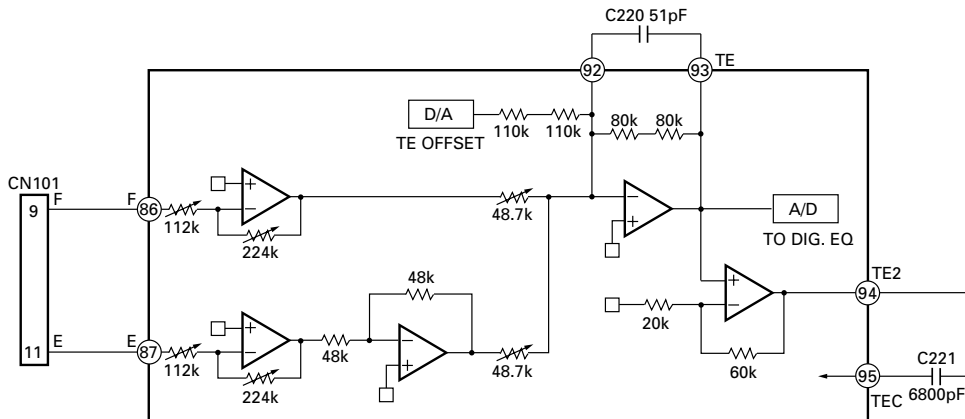 C220 51pF
92
93
TE
D/A
TE OFFSET
110k
110k
80k
80k
CN101
9
F
F
86
112k
+
−
224k
48.7k
−
+
A/D
TO DIG. EQ
48k
TE2
94
+
−
20k
60k
11
E
E
87
112k
+
−
224k
48k
−
+
48.7k
C221
95
6800pF
TEC